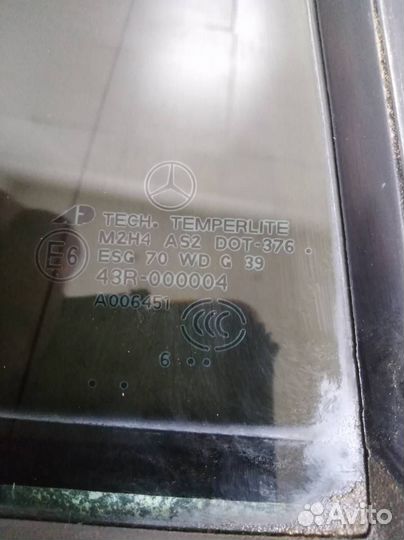 F TECH. TEMPERLITE
M2H4 AS2 DOT-376 .
E6 ESG 70 WD G 39
43R-000004
A006451
CCC
. 6 . .
. .
Avito